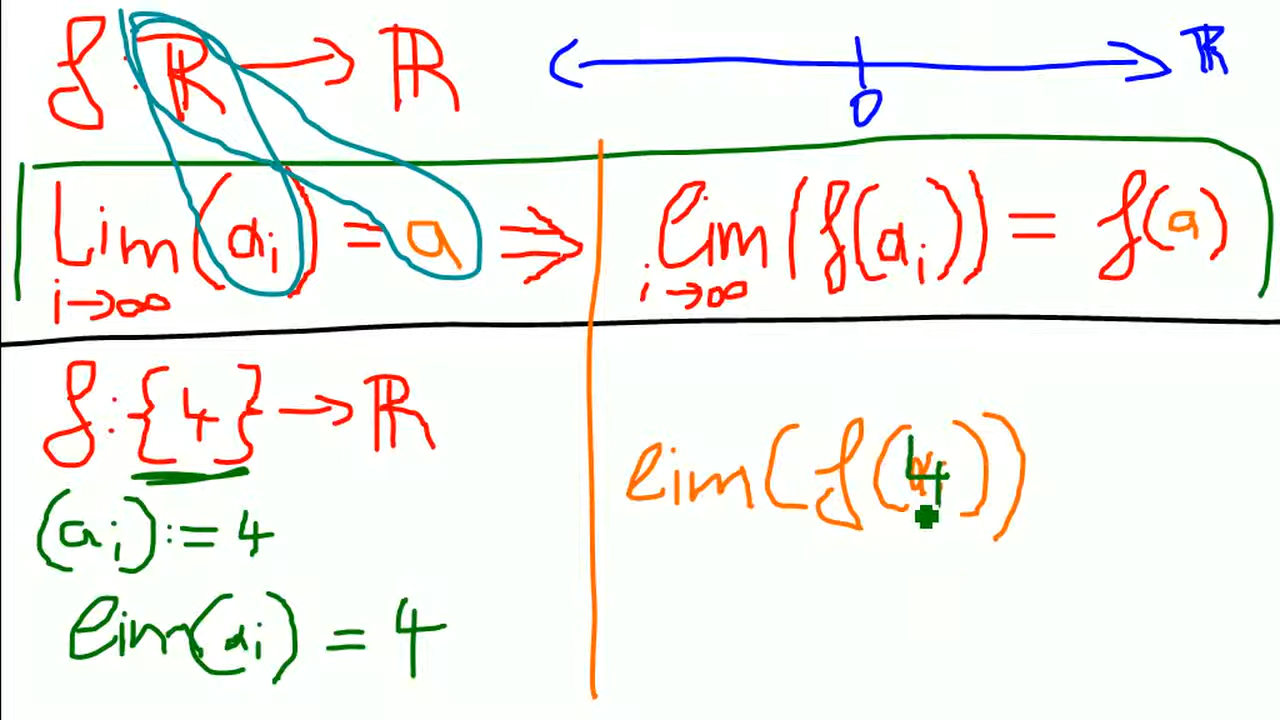 f: ℝ → ℝ
ℝ
0
Lim (aᵢ) = a ⇒ lim (f(aᵢ)) = f(a)
i→∞ i→∞
f: {4} → ℝ
(aᵢ) := 4
lim(aᵢ) = 4
lim(f(4))